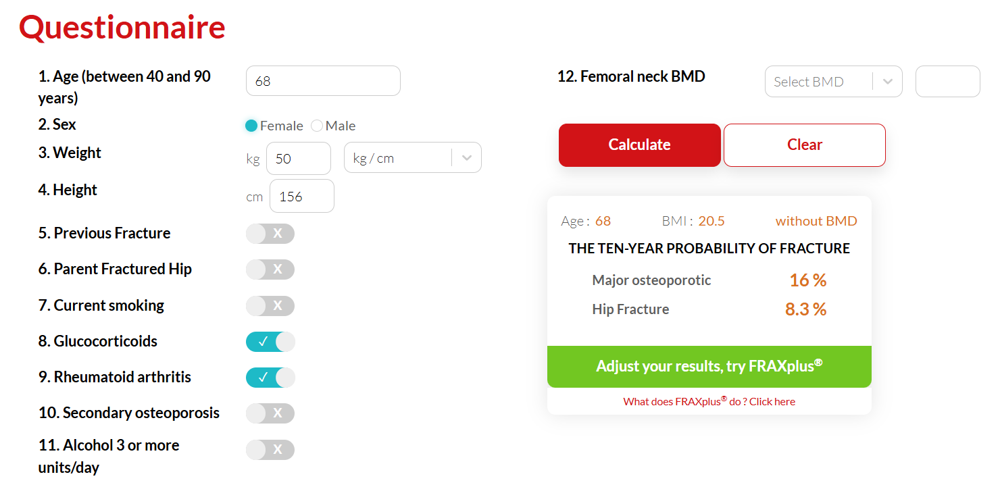 Questionnaire
1. Age (between 40 and 90
years)
68
2. Sex
Female Male
3. Weight
kg 50 kg / cm
4. Height
cm 156
5. Previous Fracture
X
6. Parent Fractured Hip
X
7. Current smoking
X
8. Glucocorticoids
✓
9. Rheumatoid arthritis
✓
10. Secondary osteoporosis
X
11. Alcohol 3 or more
units/day
X
12. Femoral neck BMD
Select BMD
Calculate
Clear
Age : 68 BMI : 20.5 without BMD
THE TEN-YEAR PROBABILITY OF FRACTURE
Major osteoporotic 16 %
Hip Fracture 8.3 %
Adjust your results, try FRAXplus®
What does FRAXplus® do ? Click here